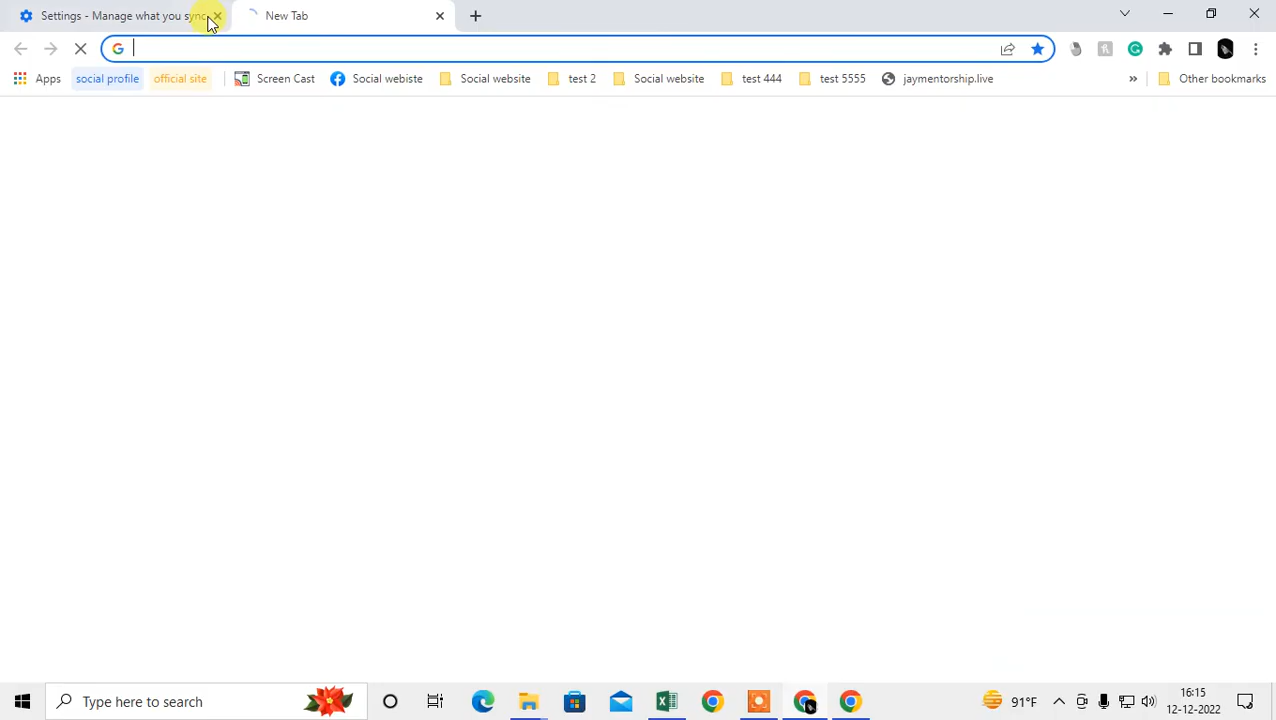 Settings - Manage what you sync
New Tab
Apps social profile official site Screen Cast Social webiste Social website test 2 Social website test 444 test 5555 jaymentorship.live » Other bookmarks
Type here to search
91°F
16:15
12-12-2022